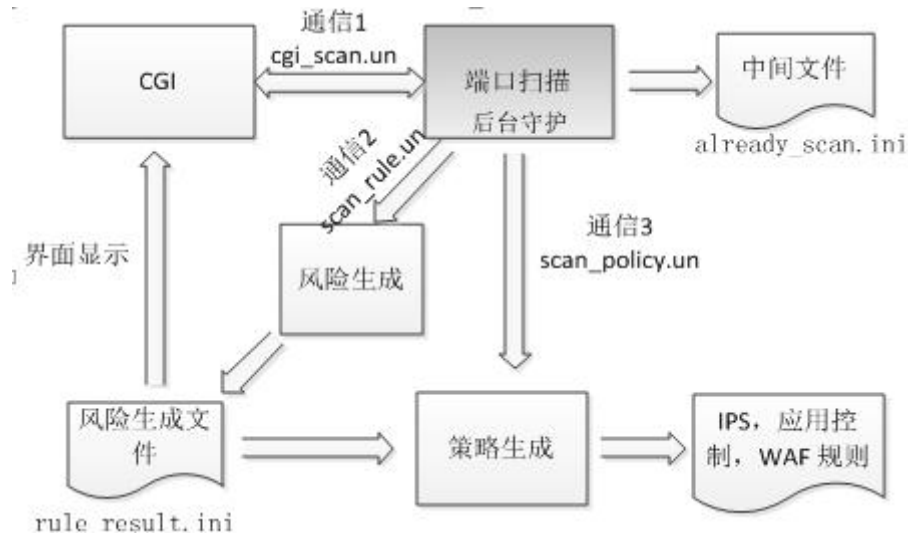 通信1
cgi_scan.un
CGI
端口扫描
后台守护
中间文件
already_scan.ini
通信2
scan_rule.un
通信3
scan_policy.un
界面显示
风险生成
风险生成文
件
rule_result.ini
策略生成
IPS，应用控
制，WAF 规则